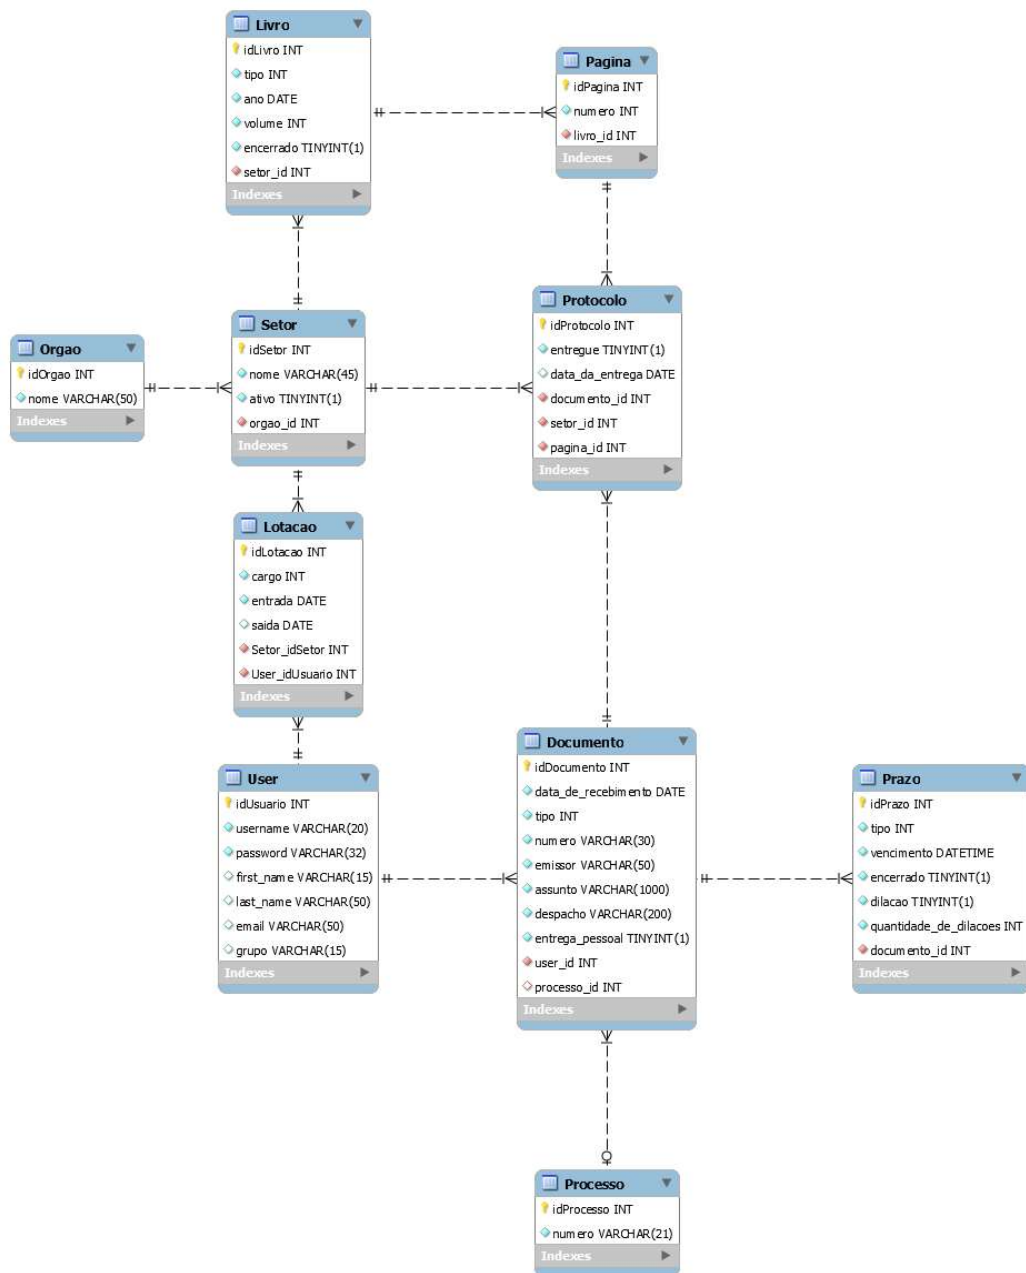 Livro
idLivro INT
tipo INT
ano DATE
volume INT
encerrado TINYINT(1)
setor_id INT
Indexes
Pagina
idPagina INT
numero INT
livro_id INT
Indexes
Orgao
idOrgao INT
nome VARCHAR(50)
Indexes
Setor
idSetor INT
nome VARCHAR(45)
ativo TINYINT(1)
orgao_id INT
Indexes
Protocolo
idProtocolo INT
entregue TINYINT(1)
data_da_entrega DATE
documento_id INT
setor_id INT
pagina_id INT
Indexes
Lotacao
idLotacao INT
cargo INT
entrada DATE
saida DATE
Setor_idSetor INT
User_idUsuario INT
Indexes
User
idUsuario INT
username VARCHAR(20)
password VARCHAR(32)
first_name VARCHAR(15)
last_name VARCHAR(50)
email VARCHAR(50)
grupo VARCHAR(15)
Indexes
Documento
idDocumento INT
data_de_recebimento DATE
tipo INT
numero VARCHAR(30)
emissor VARCHAR(50)
assunto VARCHAR(1000)
despacho VARCHAR(200)
entrega_pessoal TINYINT(1)
user_id INT
processo_id INT
Indexes
Prazo
idPrazo INT
tipo INT
vencimento DATETIME
encerrado TINYINT(1)
dilacao TINYINT(1)
quantidade_de_dilacoes INT
documento_id INT
Indexes
Processo
idProcesso INT
numero VARCHAR(21)
Indexes